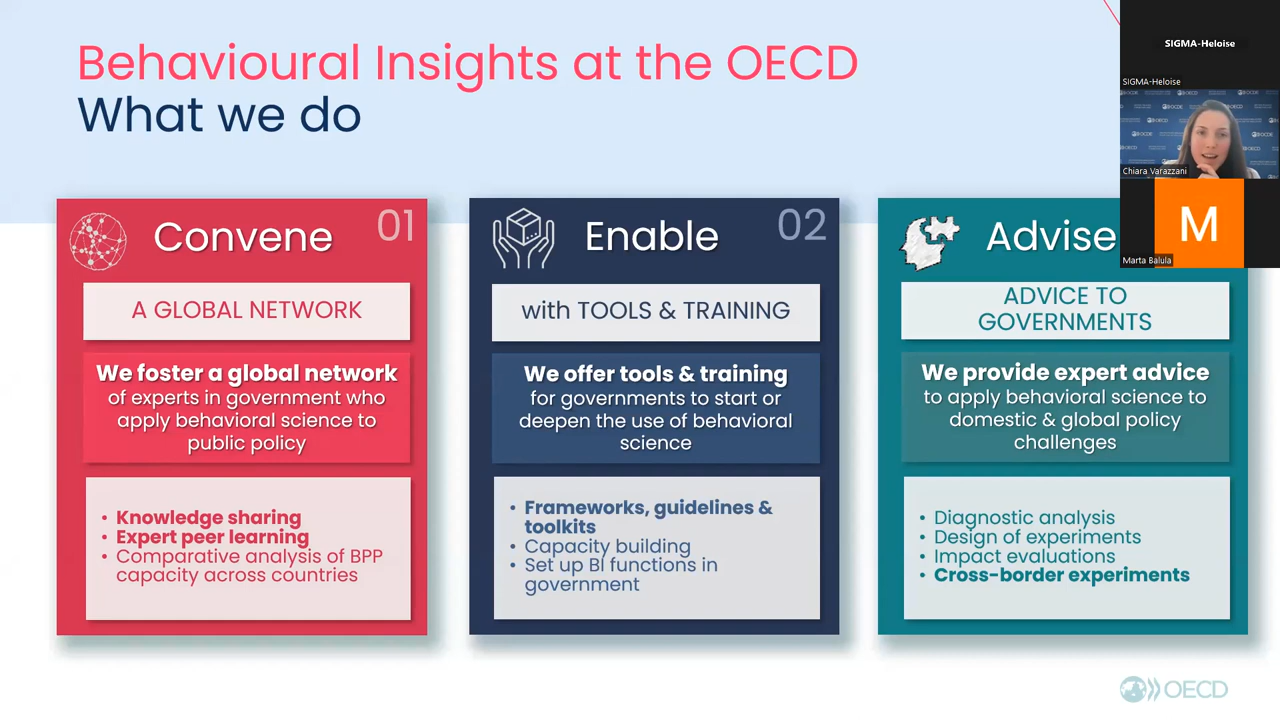 Behavioural Insights at the OECD
What we do
Convene
01
A GLOBAL NETWORK
We foster a global network
of experts in government who
apply behavioral science to
public policy
• Knowledge sharing
• Expert peer learning
• Comparative analysis of BPP
capacity across countries
Enable
02
with TOOLS & TRAINING
We offer tools & training
for governments to start or
deepen the use of behavioral
science
• Frameworks, guidelines &
toolkits
• Capacity building
• Set up BI functions in
government
Advise
ADVICE TO
GOVERNMENTS
We provide expert advice
to apply behavioral science to
domestic & global policy
challenges
• Diagnostic analysis
• Design of experiments
• Impact evaluations
• Cross-border experiments
SIGMA-Heloise
SIGMA-Heloise
Chiara Varazzani
M
Marta Balula
OECD